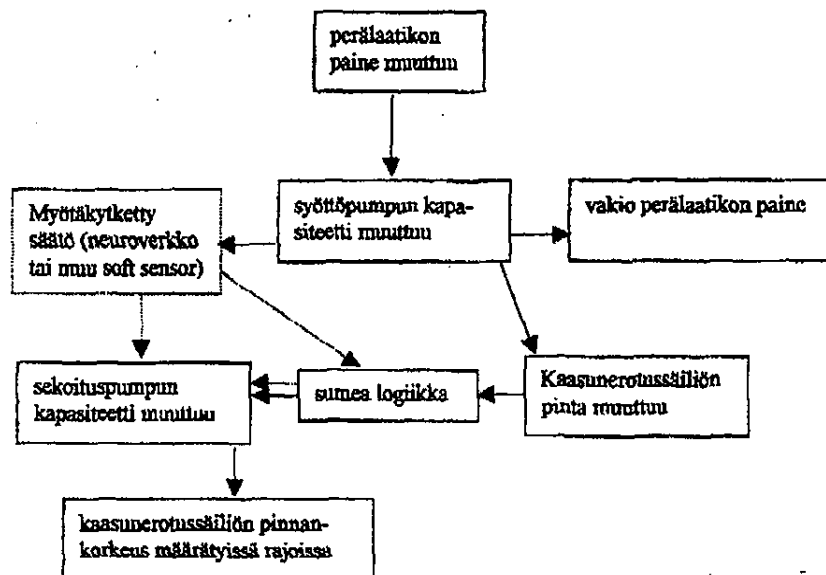 perälaatikon
paine muuttuu
syöttöpumpun kapa-
siteetti muuttuu
vakio perälaatikon paine
Myötäkytketty
säätö (neuroverkko
tai muu soft sensor)
sekoituspumpun
kapasiteetti muuttuu
sumea logiikka
Kaasunerotussäiliön
pinta muuttuu
kaasunerotussäiliön pinnan-
korkeus määrätyissä rajoissa